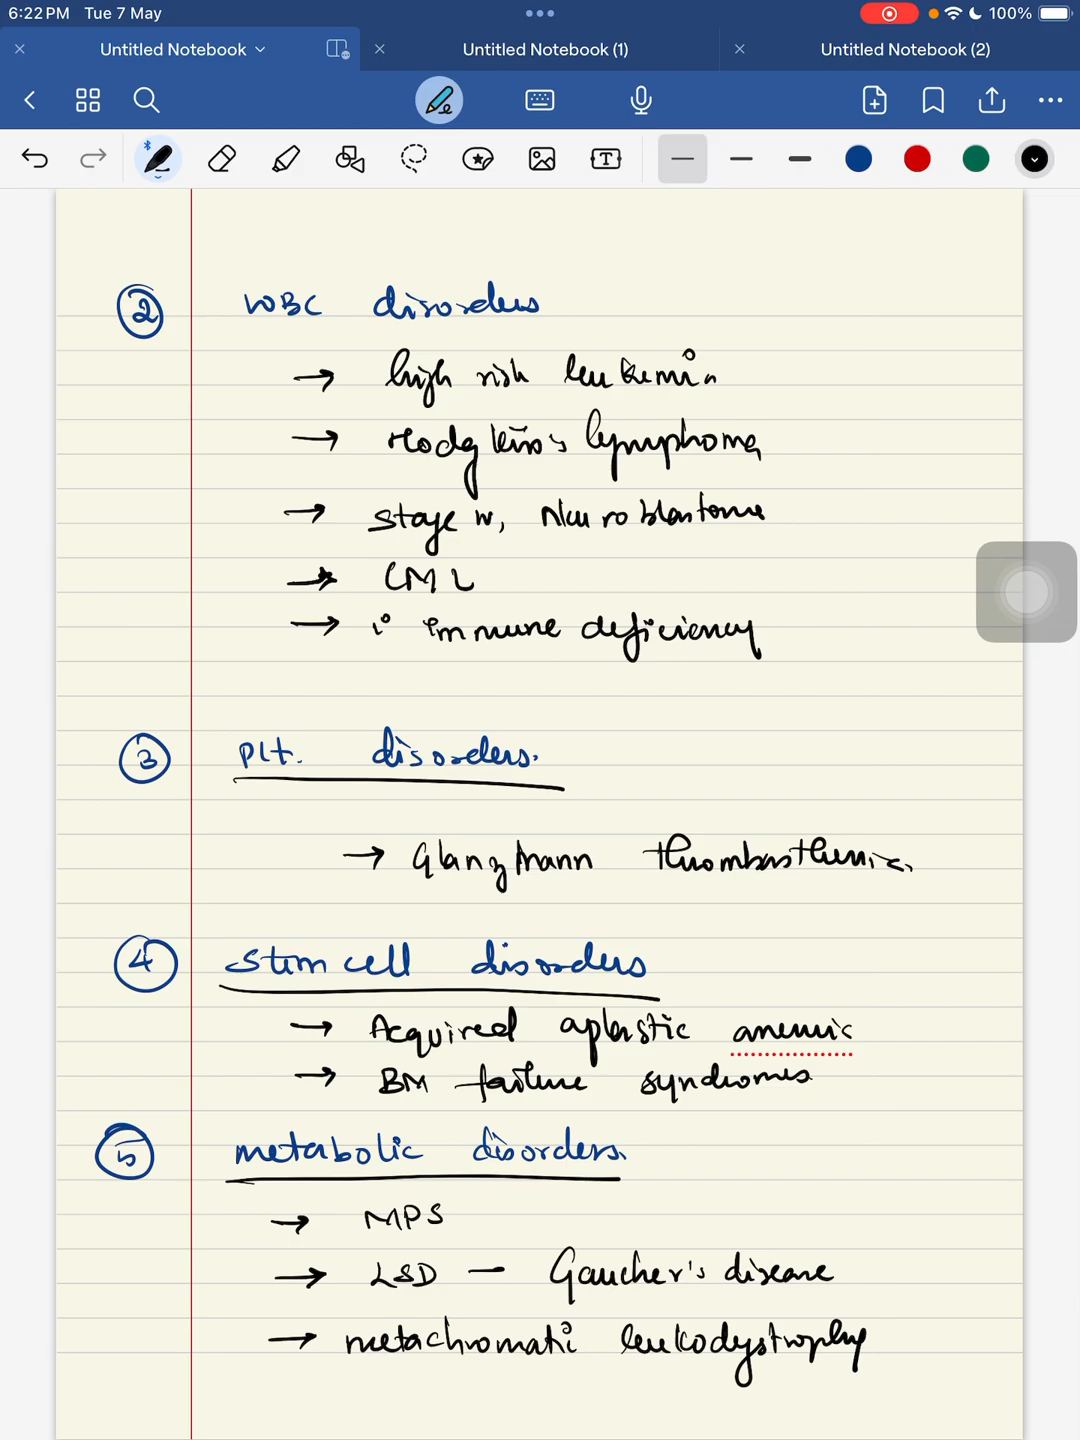 6:22 PM Tue 7 May 100%
Untitled Notebook Untitled Notebook (1) Untitled Notebook (2)
T
2 WBC disorders
→ high risk leukemia
→ Hodgkin's lymphoma
→ Stage IV, Neuroblastoma
→ CML
→ 1° immune deficiency
3 Plt. disorders.
→ Glanzmann thrombasthenia.
4 Stem cell disorders
→ Acquired aplastic anemia
→ BM failure syndromes
5 metabolic disorders.
→ MPS
→ LSD – Gaucher's disease
→ metachromatic leukodystrophy